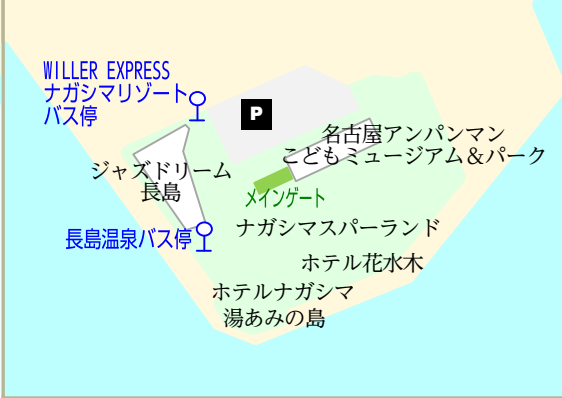 WILLER EXPRESS
ナガシマリゾート
バス停
P
名古屋アンパンマン
こどもミュージアム＆パーク
ジャズドリーム
長島
メインゲート
長島温泉バス停
ナガシマスパーランド
ホテル花水木
ホテルナガシマ
湯あみの島